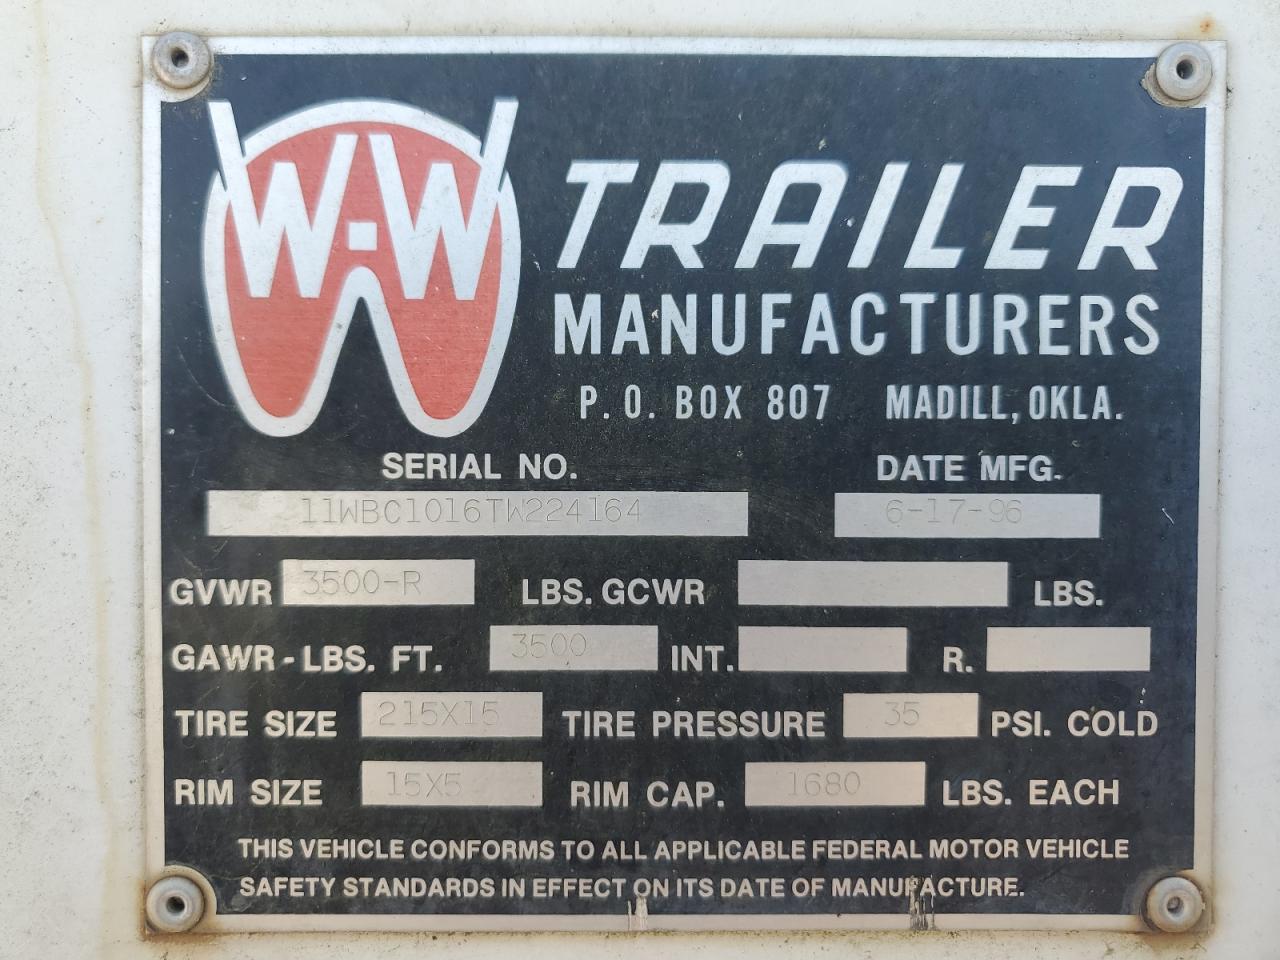 W-W
TRAILER
MANUFACTURERS
P.O. BOX 807 MADILL, OKLA.
SERIAL NO. DATE MFG.
11WBC1016TW224164 6-17-96
GVWR 3500-R LBS. GCWR LBS.
GAWR - LBS. FT. 3500 INT. R.
TIRE SIZE 215X15 TIRE PRESSURE 35 PSI. COLD
RIM SIZE 15X5 RIM CAP. 1680 LBS. EACH
THIS VEHICLE CONFORMS TO ALL APPLICABLE FEDERAL MOTOR VEHICLE
SAFETY STANDARDS IN EFFECT ON ITS DATE OF MANUFACTURE.